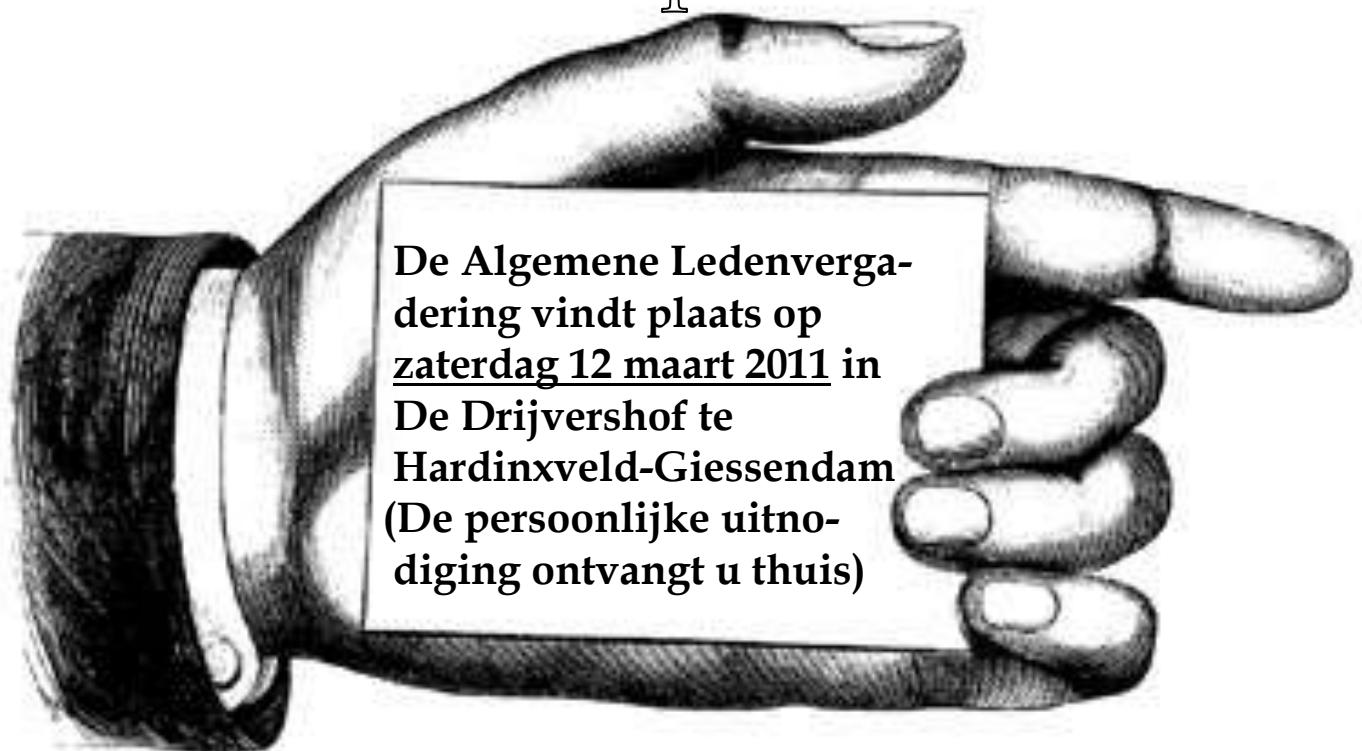 De Algemene Ledenverga-
dering vindt plaats op
zaterdag 12 maart 2011 in
De Drijvershof te
Hardinxveld-Giessendam
(De persoonlijke uitno-
diging ontvangt u thuis)